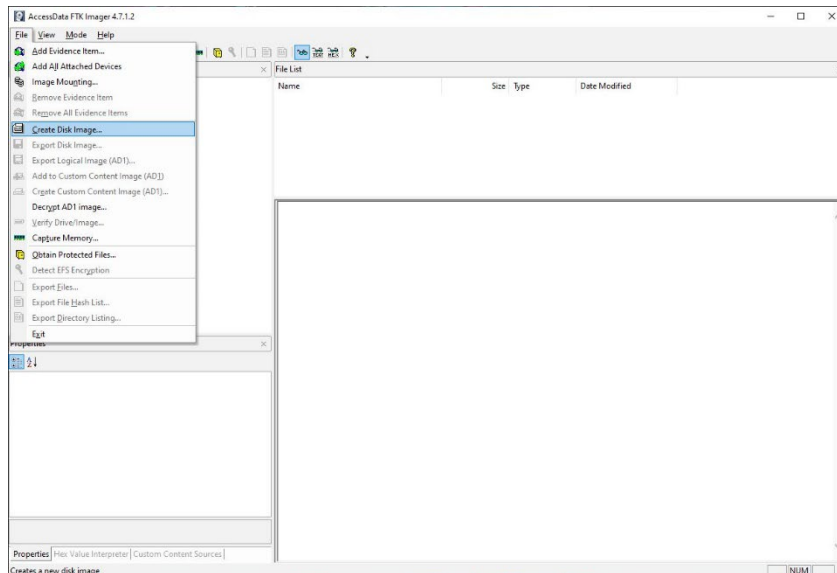 AccessData FTK Imager 4.7.1.2
File View Mode Help
Add Evidence Item...
Add All Attached Devices
Image Mounting...
Remove Evidence Item
Remove All Evidence Items
Create Disk Image...
Export Disk Image...
Export Logical Image (AD1)...
Add to Custom Content Image (AD1)
Create Custom Content Image (AD1)...
Decrypt AD1 image...
Verify Drive/Image...
Capture Memory...
Obtain Protected Files...
Detect EFS Encryption
Export Files...
Export File Hash List...
Export Directory Listing...
Exit
File List
Name Size Type Date Modified
Properties
Properties Hex Value Interpreter Custom Content Sources
Creates a new disk image
NUM